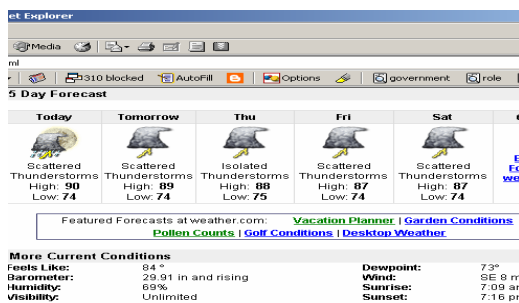 et Explorer
Media
ml
310 blocked AutoFill Options government role
5 Day Forecast
Today Tomorrow Thu Fri Sat
Scattered Scattered Isolated Scattered Scattered
Thunderstorms Thunderstorms Thunderstorms Thunderstorms Thunderstorms
High: 90 High: 89 High: 88 High: 87 High: 87
Low: 74 Low: 74 Low: 75 Low: 74 Low: 74
Featured Forecasts at weather.com: Vacation Planner | Garden Conditions
Pollen Counts | Golf Conditions | Desktop Weather
More Current Conditions
Feels Like: 84 ° Dewpoint: 73°
Barometer: 29.91 in and rising Wind: SE 8 m
Humidity: 69% Sunrise: 7:09 a
Visibility: Unlimited Sunset: 7:16 p